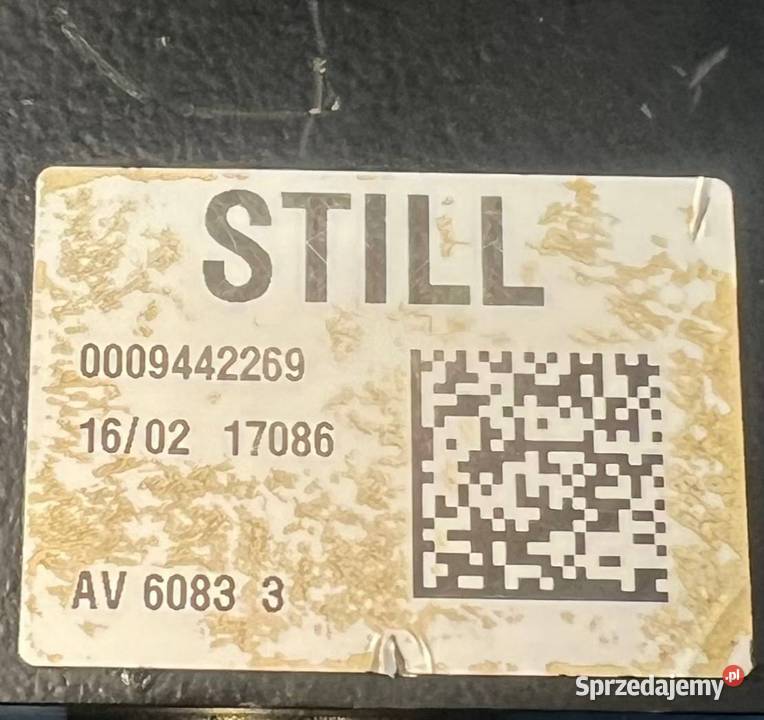 STILL
0009442269
16/02 17086
AV 6083 3
Sprzedajemy.pl